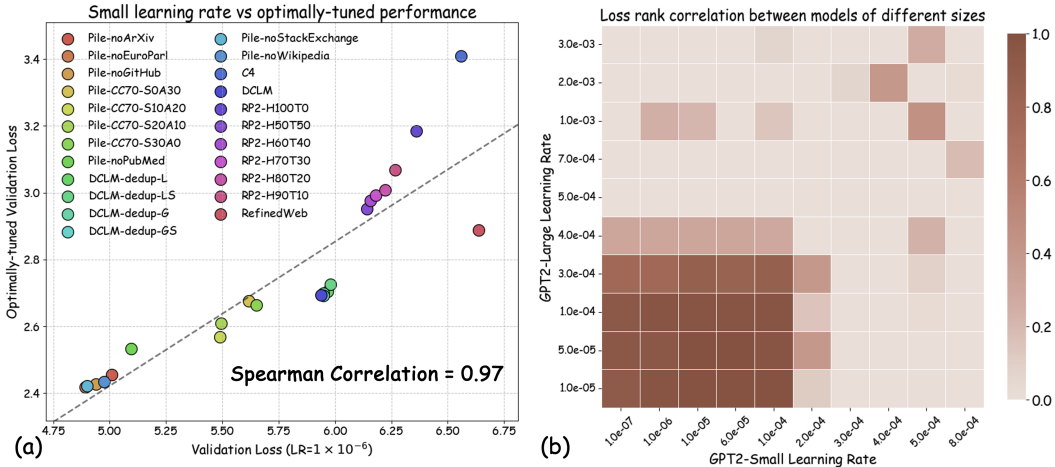 Small learning rate vs optimally-tuned performance
Optimally-tuned Validation Loss
3.4
3.2
3.0
2.8
2.6
2.4
Pile-noArXiv
Pile-noEuroParl
Pile-noGitHub
Pile-CC70-S0A30
Pile-CC70-S10A20
Pile-CC70-S20A10
Pile-CC70-S30A0
Pile-noPubMed
DCLM-dedup-L
DCLM-dedup-LS
DCLM-dedup-G
DCLM-dedup-GS
Pile-noStackExchange
Pile-noWikipedia
C4
DCLM
RP2-H100T0
RP2-H50T50
RP2-H60T40
RP2-H70T30
RP2-H80T20
RP2-H90T10
RefinedWeb
Spearman Correlation = 0.97
4.75 5.00 5.25 5.50 5.75 6.00 6.25 6.50 6.75
Validation Loss (LR=1 × 10⁻⁶)
(a)
Loss rank correlation between models of different sizes
GPT2-Large Learning Rate
3.0e-03
2.0e-03
1.0e-03
7.0e-04
5.0e-04
4.0e-04
3.0e-04
1.0e-04
5.0e-05
1.0e-05
1.0e-07 1.0e-06 1.0e-05 6.0e-05 1.0e-04 2.0e-04 3.0e-04 4.0e-04 5.0e-04 8.0e-04
GPT2-Small Learning Rate
(b)
1.0
0.8
0.6
0.4
0.2
0.0